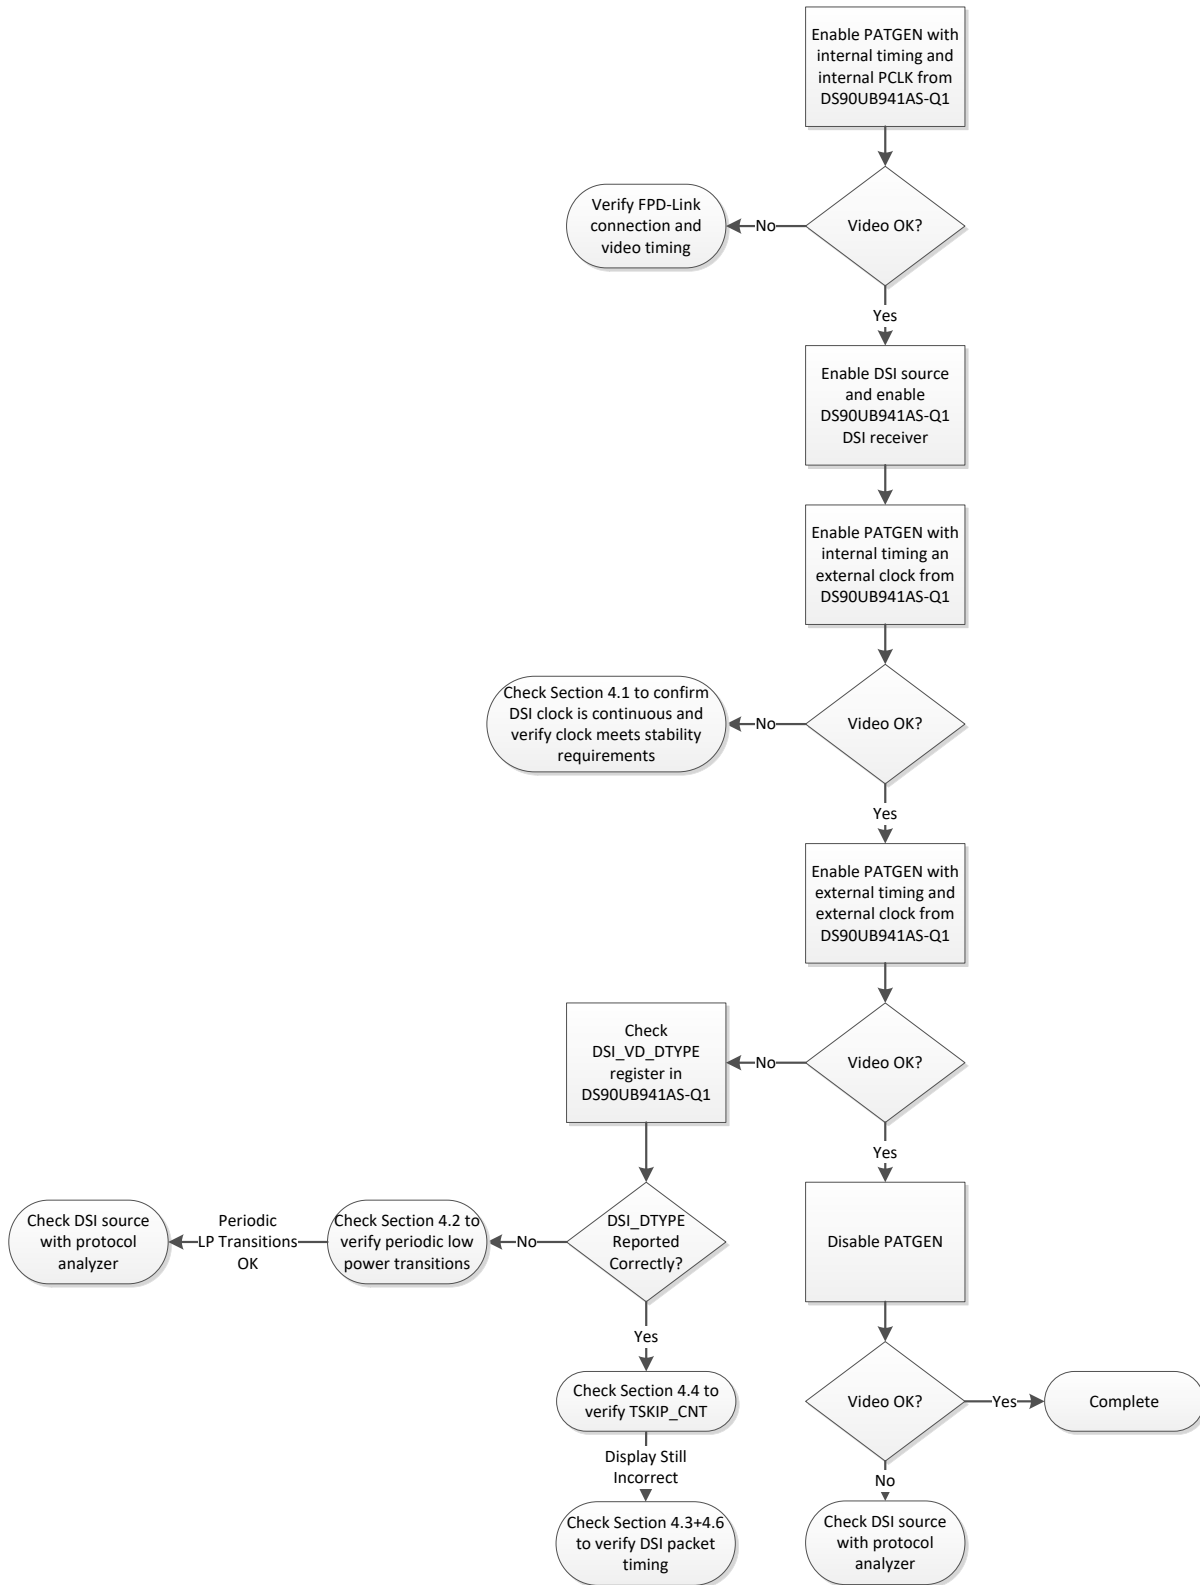 Enable PATGEN with
internal timing and
internal PCLK from
DS90UB941AS-Q1
Video OK?
No
Verify FPD-Link
connection and
video timing
Yes
Enable DSI source
and enable
DS90UB941AS-Q1
DSI receiver
Enable PATGEN with
internal timing an
external clock from
DS90UB941AS-Q1
Video OK?
No
Check Section 4.1 to confirm
DSI clock is continuous and
verify clock meets stability
requirements
Yes
Enable PATGEN with
external timing and
external clock from
DS90UB941AS-Q1
Video OK?
No
Check
DSI_VD_DTYPE
register in
DS90UB941AS-Q1
DSI_DTYPE
Reported
Correctly?
No
Check Section 4.2 to
verify periodic low
power transitions
Periodic
LP Transitions
OK
Check DSI source
with protocol
analyzer
Yes
Check Section 4.4 to
verify TSKIP_CNT
Display Still
Incorrect
Check Section 4.3+4.6
to verify DSI packet
timing
Yes
Disable PATGEN
Video OK?
Yes
Complete
No
Check DSI source
with protocol
analyzer